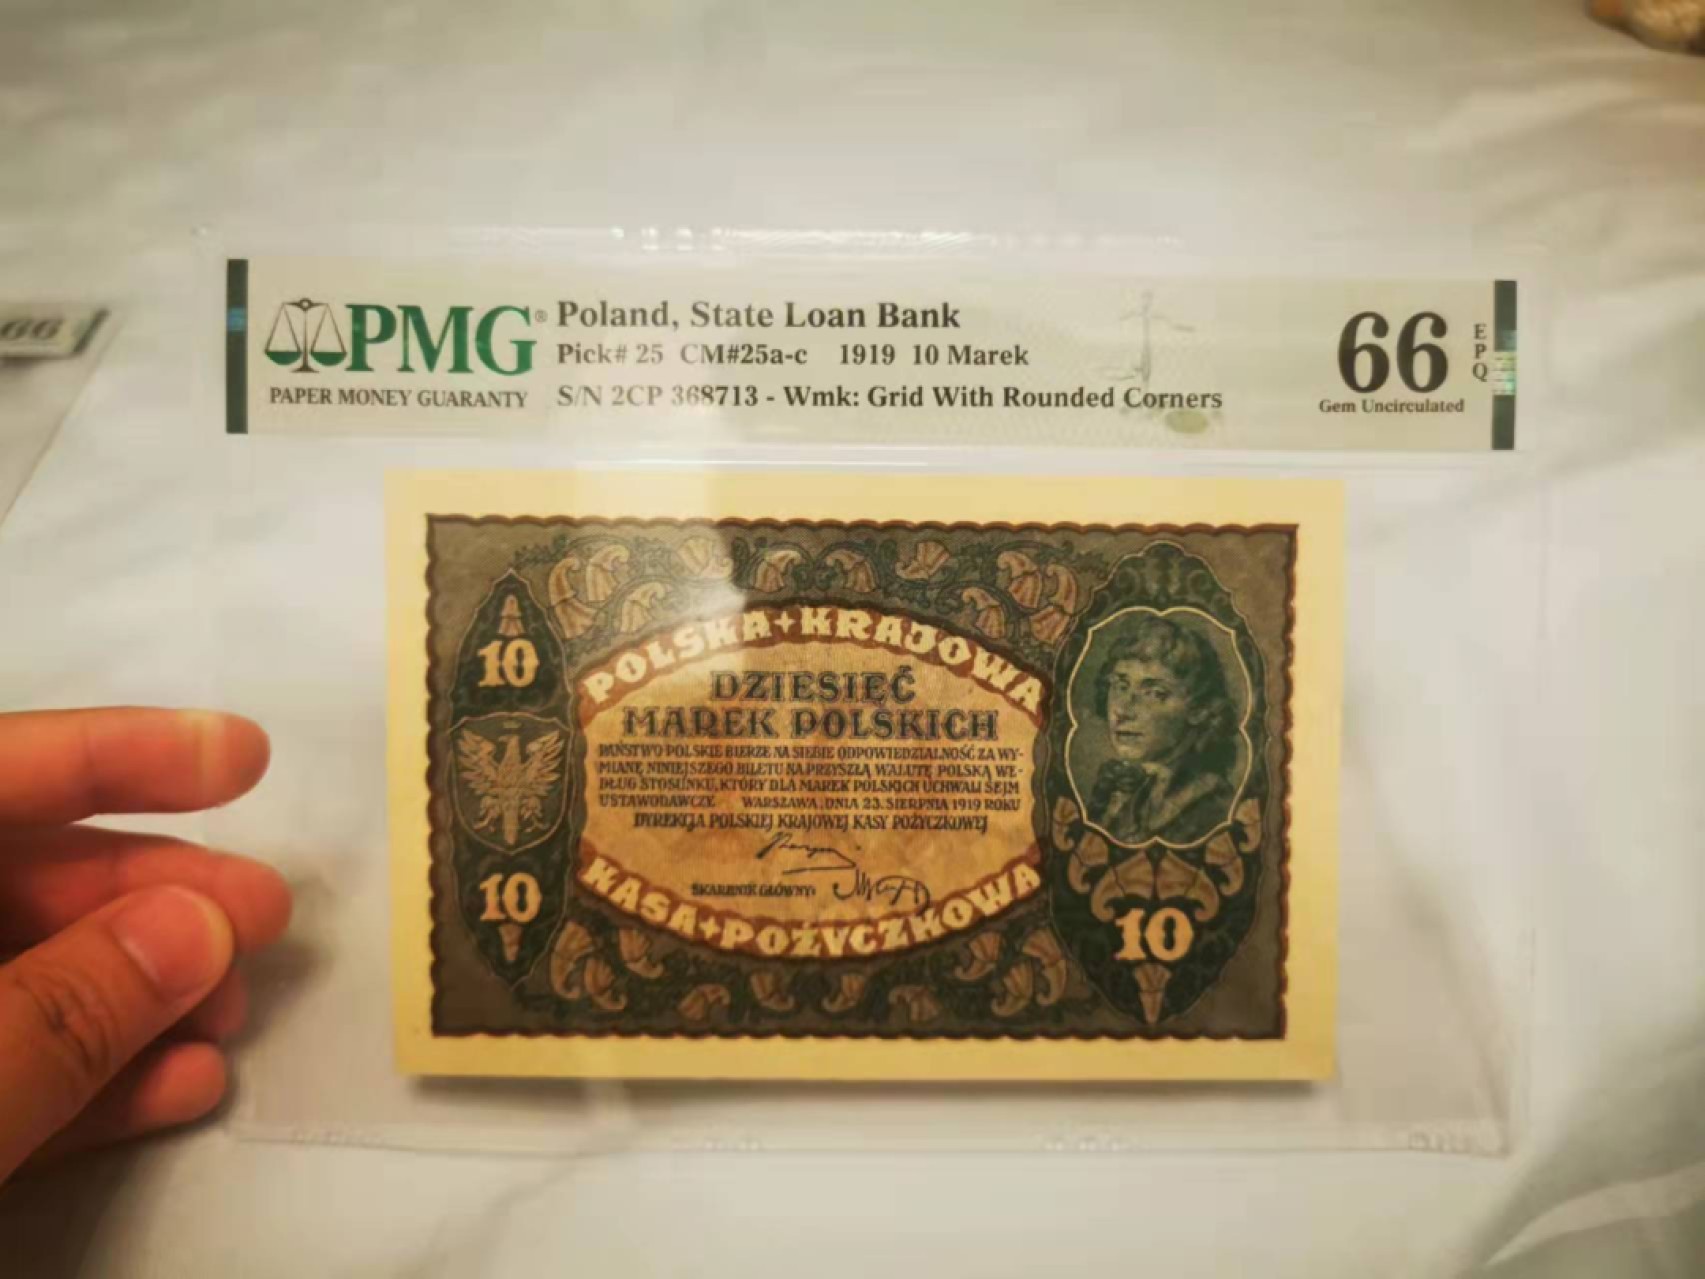 66
PMG® Poland, State Loan Bank
Pick# 25 CM#25a-c 1919 10 Marek
PAPER MONEY GUARANTY S/N 2CP 368713 - Wmk: Grid With Rounded Corners
66 EPQ
Gem Uncirculated
POLSKA+KRAJOWA
10
DZIESIĘĆ
MAREK POLSKICH
PAŃSTWO POLSKIE BIERZE NA SIEBIE ODPOWIEDZIALNOŚĆ ZA WY-
MIANĘ NINIEJSZEGO BILETU NA PRZYSZŁĄ WALUTĘ POLSKĄ WE-
DŁUG STOSUNKU, KTÓRY DLA MAREK POLSKICH UCHWALI SEJM
USTAWODAWCZY. WARSZAWA, DNIA 23. SIERPNIA 1919 ROKU
DYREKCJA POLSKIEJ KRAJOWEJ KASY POŻYCZKOWEJ
SKARBNIK GŁÓWNY:
10
KASA+POŻYCZKOWA
10